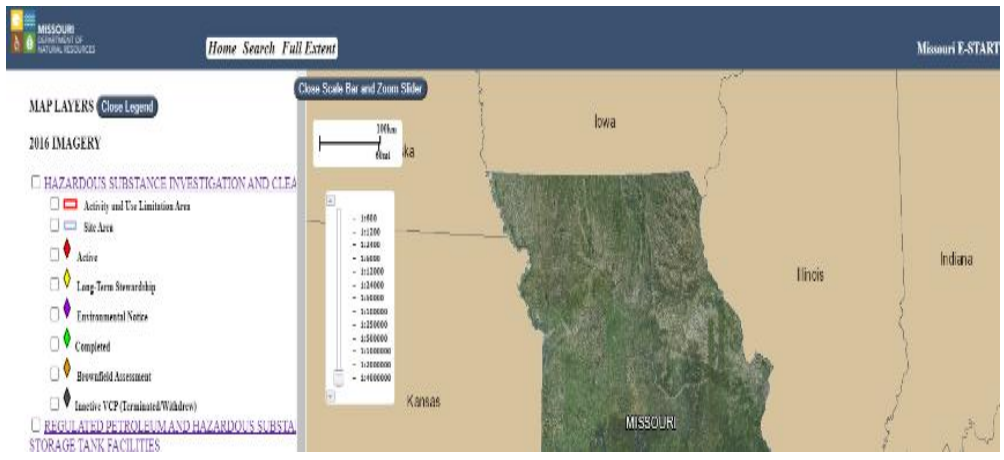 MISSOURI
DEPARTMENT OF
NATURAL RESOURCES
Home Search Full Extent
Missouri E-START
MAP LAYERS Close Legend
2016 IMAGERY
HAZARDOUS SUBSTANCE INVESTIGATION AND CLEA
Activity and Use Limitation Area
Site Area
Active
Long-Term Stewardship
Environmental Notice
Completed
Brownfield Assessment
Inactive VCP (Terminated/Withdrew)
REGULATED PETROLEUM AND HAZARDOUS SUBSTA
STORAGE TANK FACILITIES
Close Scale Bar and Zoom Slider
100km
60mi
ska
1:600
1:1200
1:2400
1:6000
1:12000
1:24000
1:50000
1:100000
1:250000
1:500000
1:1000000
1:2000000
1:4000000
Iowa
Illinois
Indiana
Kansas
MISSOURI